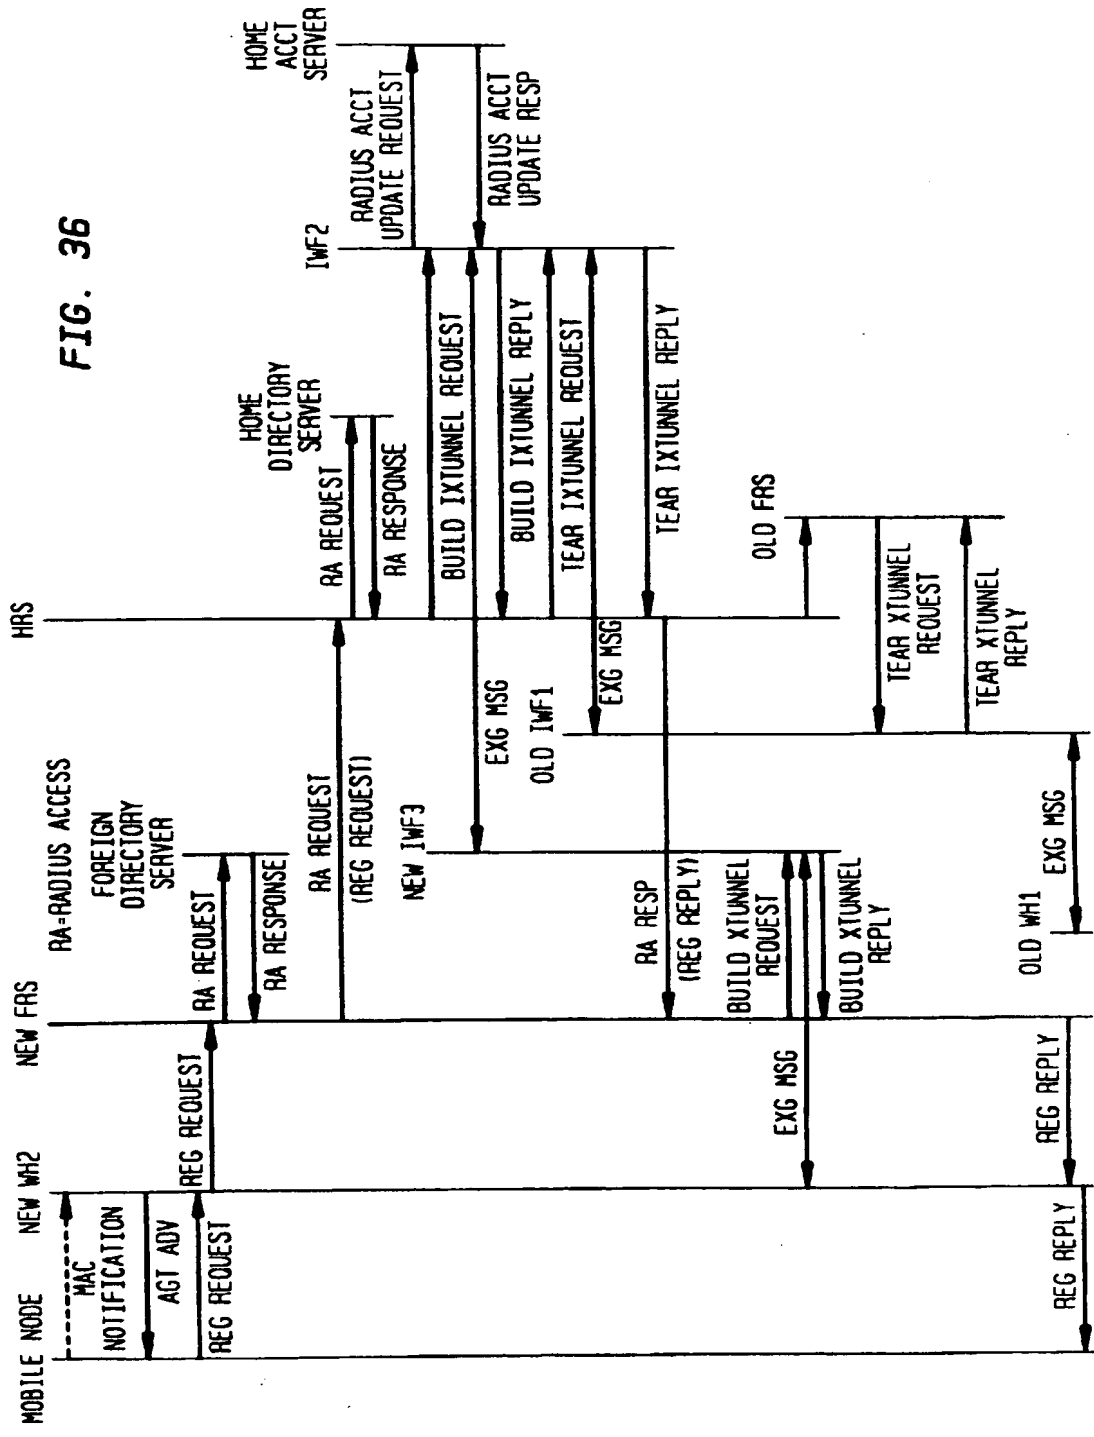 FIG. 36
RA=RADIUS ACCESS
MOBILE NODE
NEW WH2
NEW FRS
FOREIGN
DIRECTORY
SERVER
HRS
HOME
DIRECTORY
SERVER
IWF2
HOME
ACCT
SERVER
MAC
NOTIFICATION
AGT ADV
REG REQUEST
REG REQUEST
RA REQUEST
RA RESPONSE
RA REQUEST
(REG REQUEST)
RA REQUEST
RA RESPONSE
RADIUS ACCT
UPDATE REQUEST
RADIUS ACCT
UPDATE RESP
BUILD IXTUNNEL REQUEST
NEW IWF3
EXG MSG
BUILD IXTUNNEL REPLY
TEAR IXTUNNEL REQUEST
OLD IWF1
EXG MSG
TEAR IXTUNNEL REPLY
RA RESP
(REG REPLY)
BUILD XTUNNEL
REQUEST
EXG MSG
BUILD XTUNNEL
REPLY
OLD FRS
TEAR XTUNNEL
REQUEST
TEAR XTUNNEL
REPLY
OLD WH1
EXG MSG
REG REPLY
REG REPLY